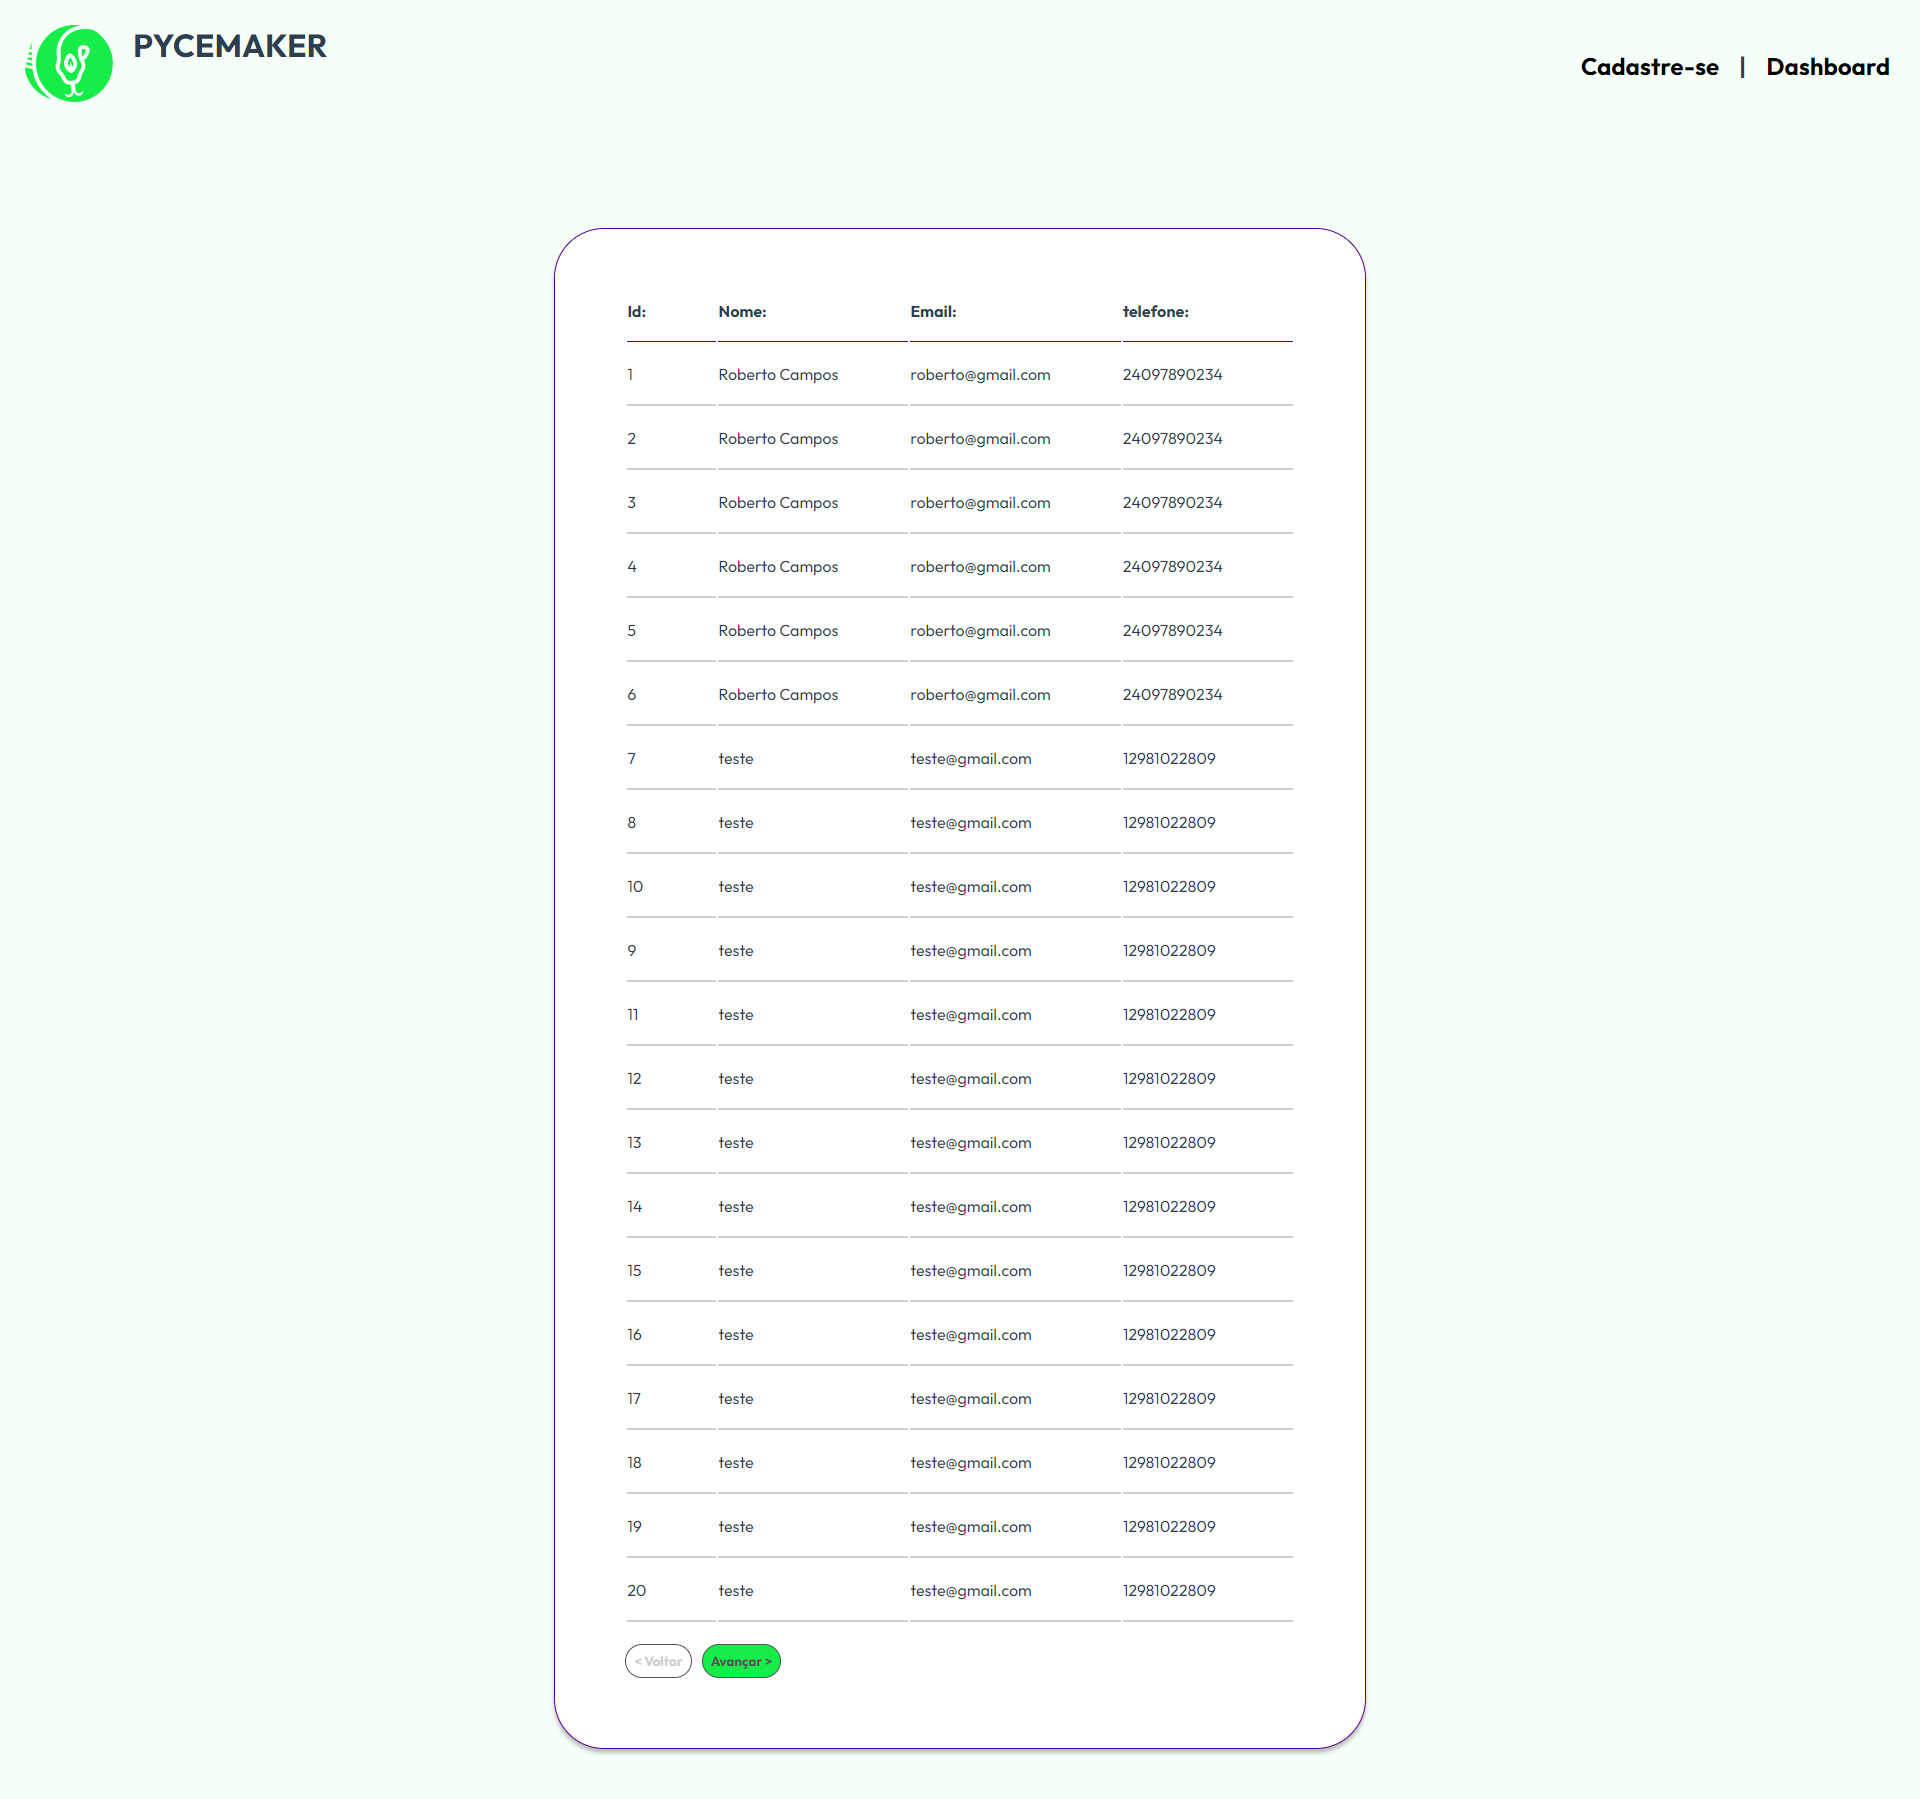 PYCEMAKER
Cadastre-se | Dashboard
Id: Nome: Email: telefone:
1 Roberto Campos roberto@gmail.com 24097890234
2 Roberto Campos roberto@gmail.com 24097890234
3 Roberto Campos roberto@gmail.com 24097890234
4 Roberto Campos roberto@gmail.com 24097890234
5 Roberto Campos roberto@gmail.com 24097890234
6 Roberto Campos roberto@gmail.com 24097890234
7 teste teste@gmail.com 12981022809
8 teste teste@gmail.com 12981022809
10 teste teste@gmail.com 12981022809
9 teste teste@gmail.com 12981022809
11 teste teste@gmail.com 12981022809
12 teste teste@gmail.com 12981022809
13 teste teste@gmail.com 12981022809
14 teste teste@gmail.com 12981022809
15 teste teste@gmail.com 12981022809
16 teste teste@gmail.com 12981022809
17 teste teste@gmail.com 12981022809
18 teste teste@gmail.com 12981022809
19 teste teste@gmail.com 12981022809
20 teste teste@gmail.com 12981022809
< Voltar Avançar >